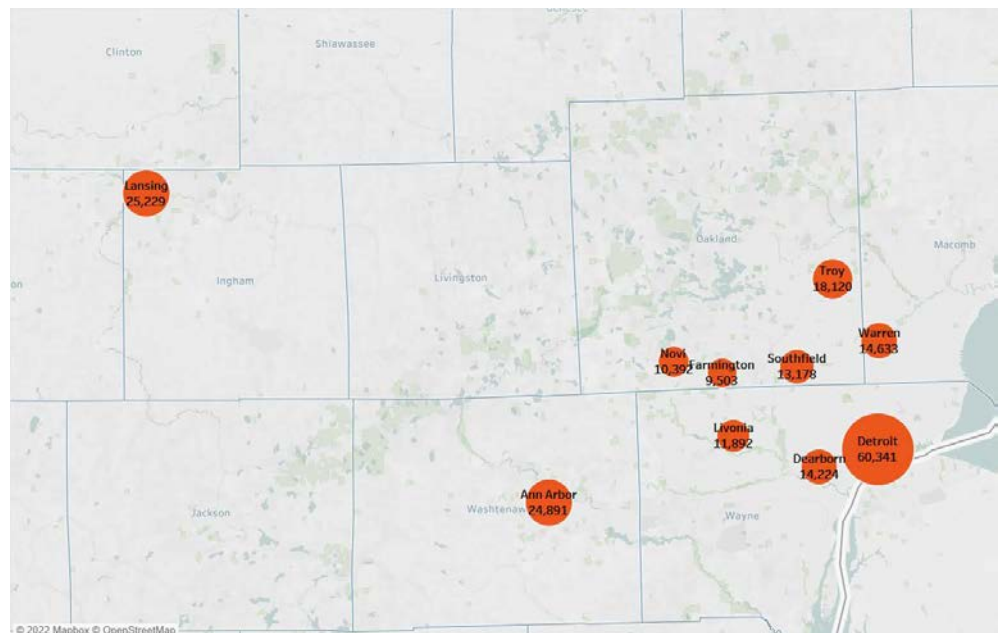 Genesee
Clinton
Shiawassee
Lansing
25,229
Oakland
Macomb
Ingham
Livingston
Troy
18,120
on
Warren
14,633
Novi
10,392
Farmington
9,503
Southfield
13,178
Livonia
11,892
Detroit
60,341
Dearborn
14,224
Ann Arbor
24,891
Washtenaw
Jackson
Wayne
© 2022 Mapbox © OpenStreetMap